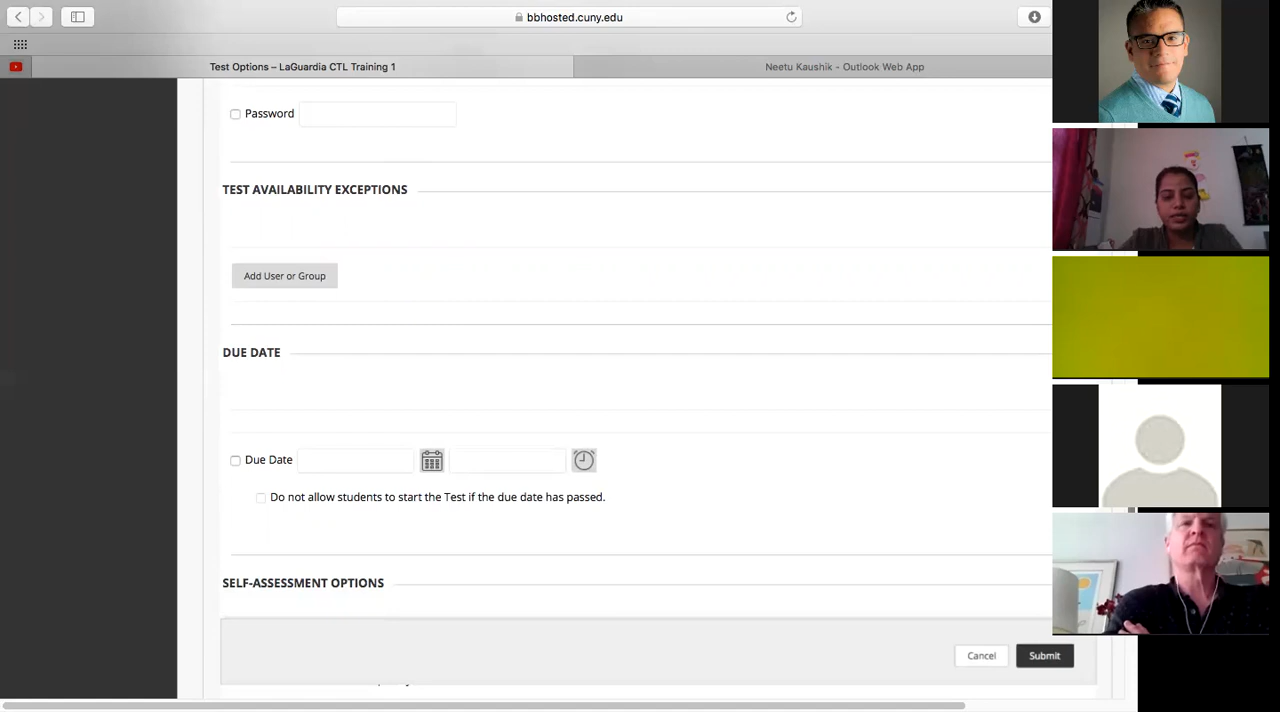 bbhosted.cuny.edu
Test Options – LaGuardia CTL Training 1
Neetu Kaushik - Outlook Web App
Password
TEST AVAILABILITY EXCEPTIONS
Add User or Group
DUE DATE
Due Date
Do not allow students to start the Test if the due date has passed.
SELF-ASSESSMENT OPTIONS
Cancel
Submit